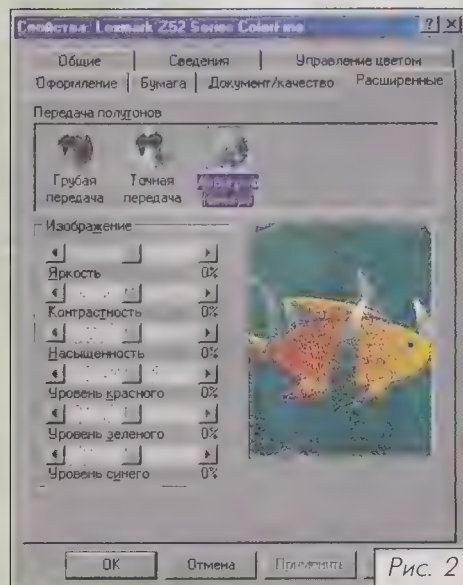 Свойства: Lexmark Z52 Series ColorFine
Общие Сведения Управление цветом
Оформление Бумага Документ/качество Расширенные
Передача полутонов
Грубая передача
Точная передача
Изображение
Яркость 0%
Контрастность 0%
Насыщенность 0%
Уровень красного 0%
Уровень зеленого 0%
Уровень синего 0%
OK Отмена Применить
Рис. 2